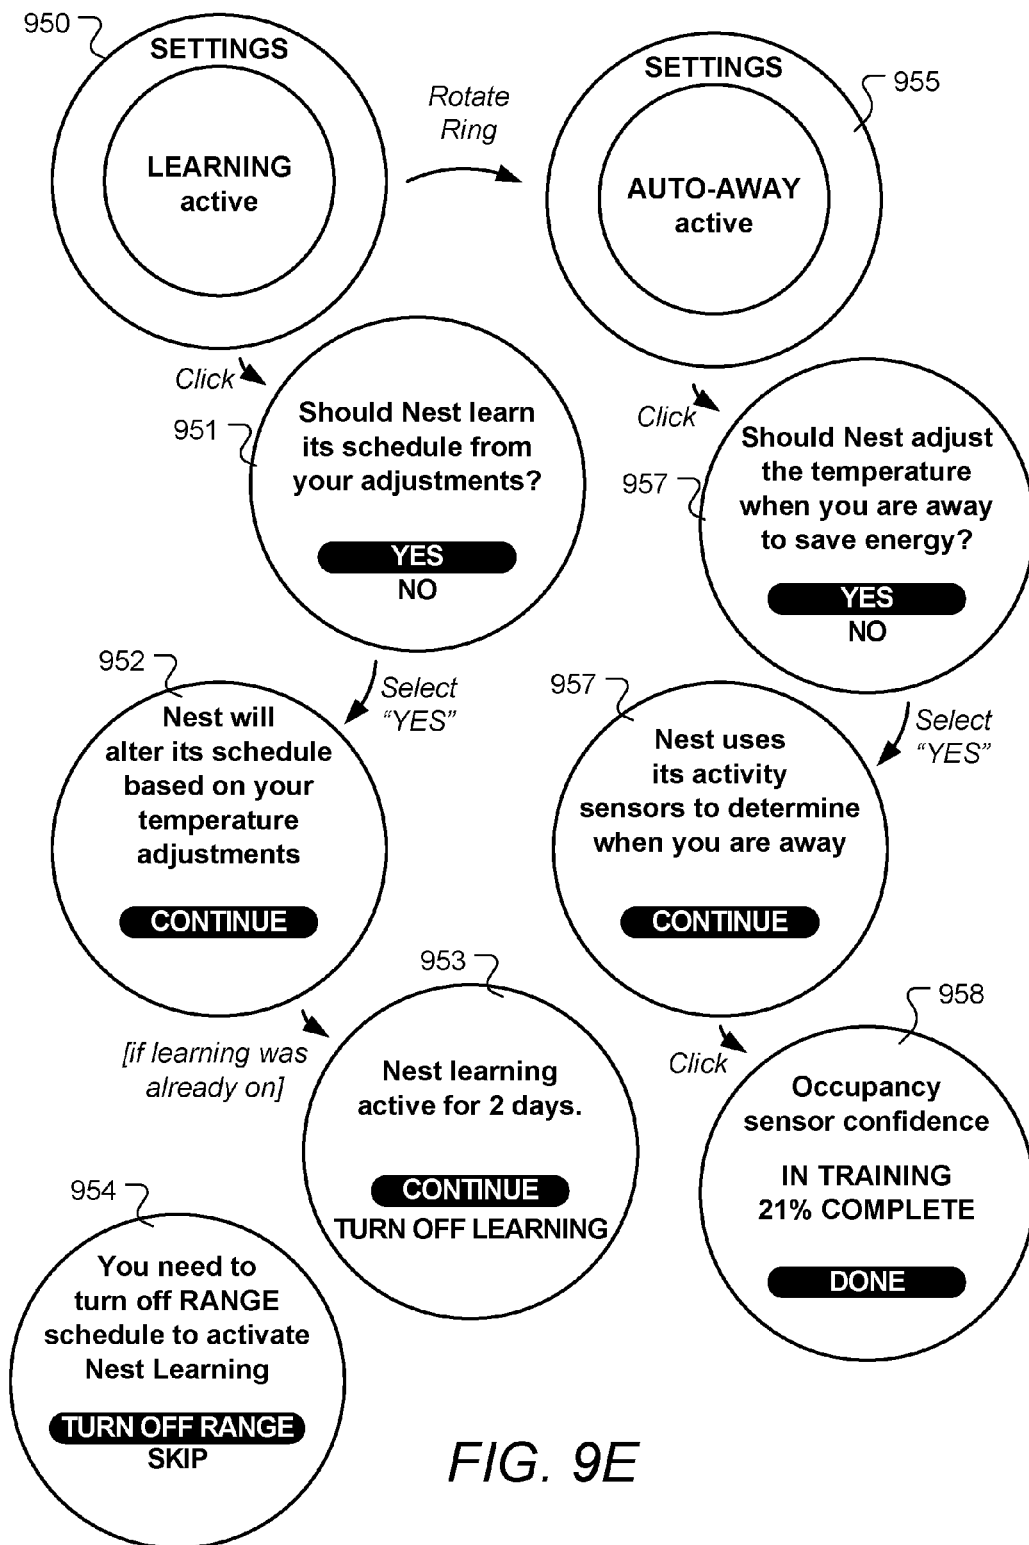 950
SETTINGS
LEARNING
active
Rotate
Ring
SETTINGS
955
AUTO-AWAY
active
Click
951
Should Nest learn
its schedule from
your adjustments?
YES
NO
Click
957
Should Nest adjust
the temperature
when you are away
to save energy?
YES
NO
952
Select
“YES”
Nest will
alter its schedule
based on your
temperature
adjustments
CONTINUE
957
Select
“YES”
Nest uses
its activity
sensors to determine
when you are away
CONTINUE
[if learning was
already on]
953
Nest learning
active for 2 days.
CONTINUE
TURN OFF LEARNING
Click
958
Occupancy
sensor confidence
IN TRAINING
21% COMPLETE
DONE
954
You need to
turn off RANGE
schedule to activate
Nest Learning
TURN OFF RANGE
SKIP
FIG. 9E